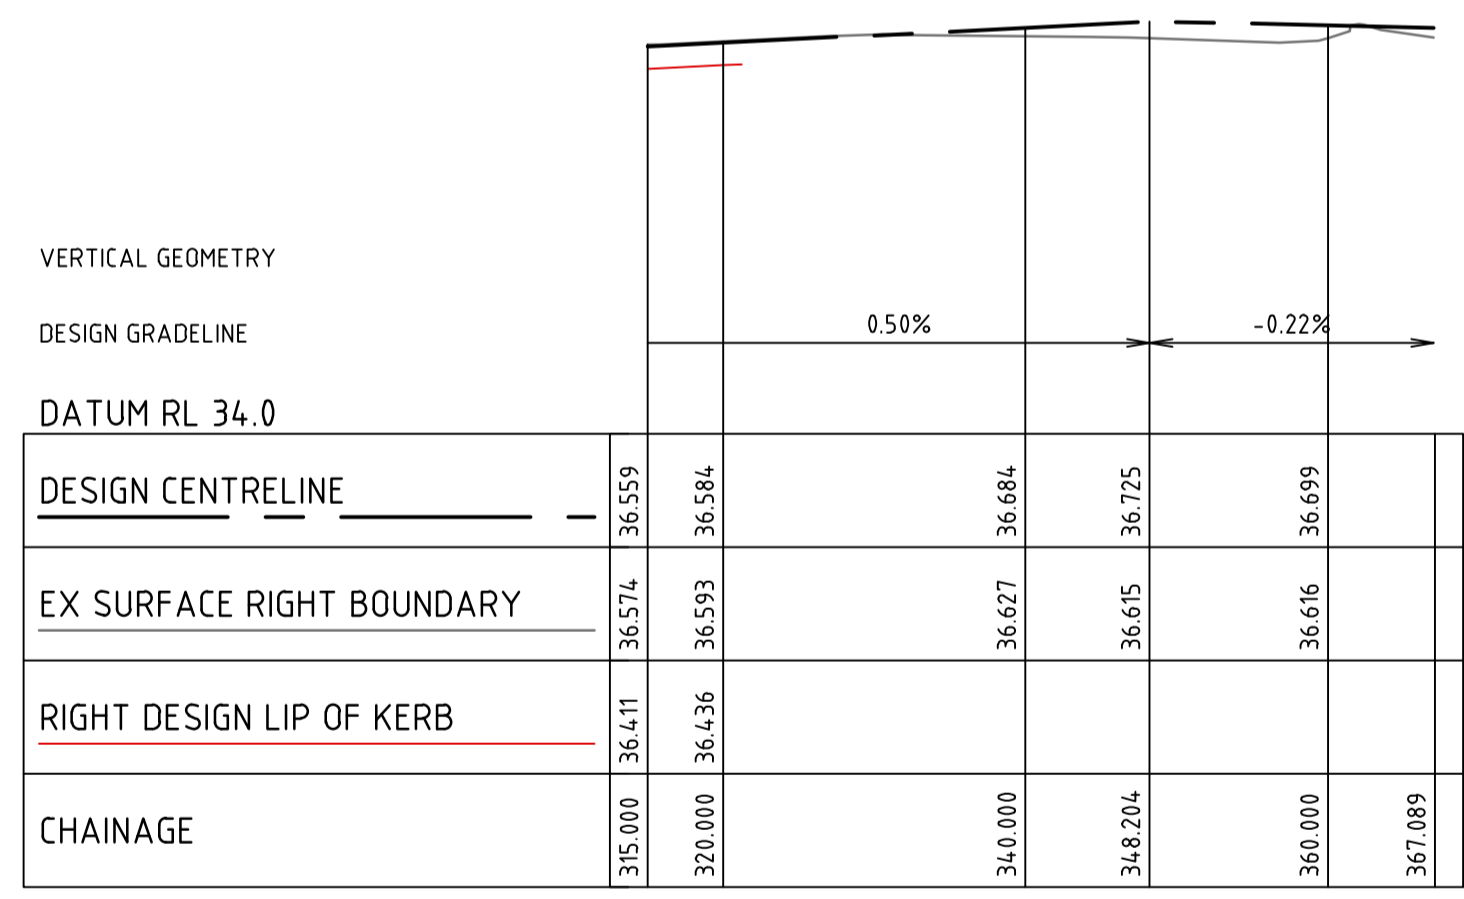 VERTICAL GEOMETRY
DESIGN GRADELINE
0.50%
-0.22%
DATUM RL 34.0
DESIGN CENTRELINE 36.559 36.584 36.684 36.725 36.699
EX SURFACE RIGHT BOUNDARY 36.574 36.593 36.627 36.615 36.616
RIGHT DESIGN LIP OF KERB 36.411 36.436
CHAINAGE 315.000 320.000 340.000 348.204 360.000 367.089